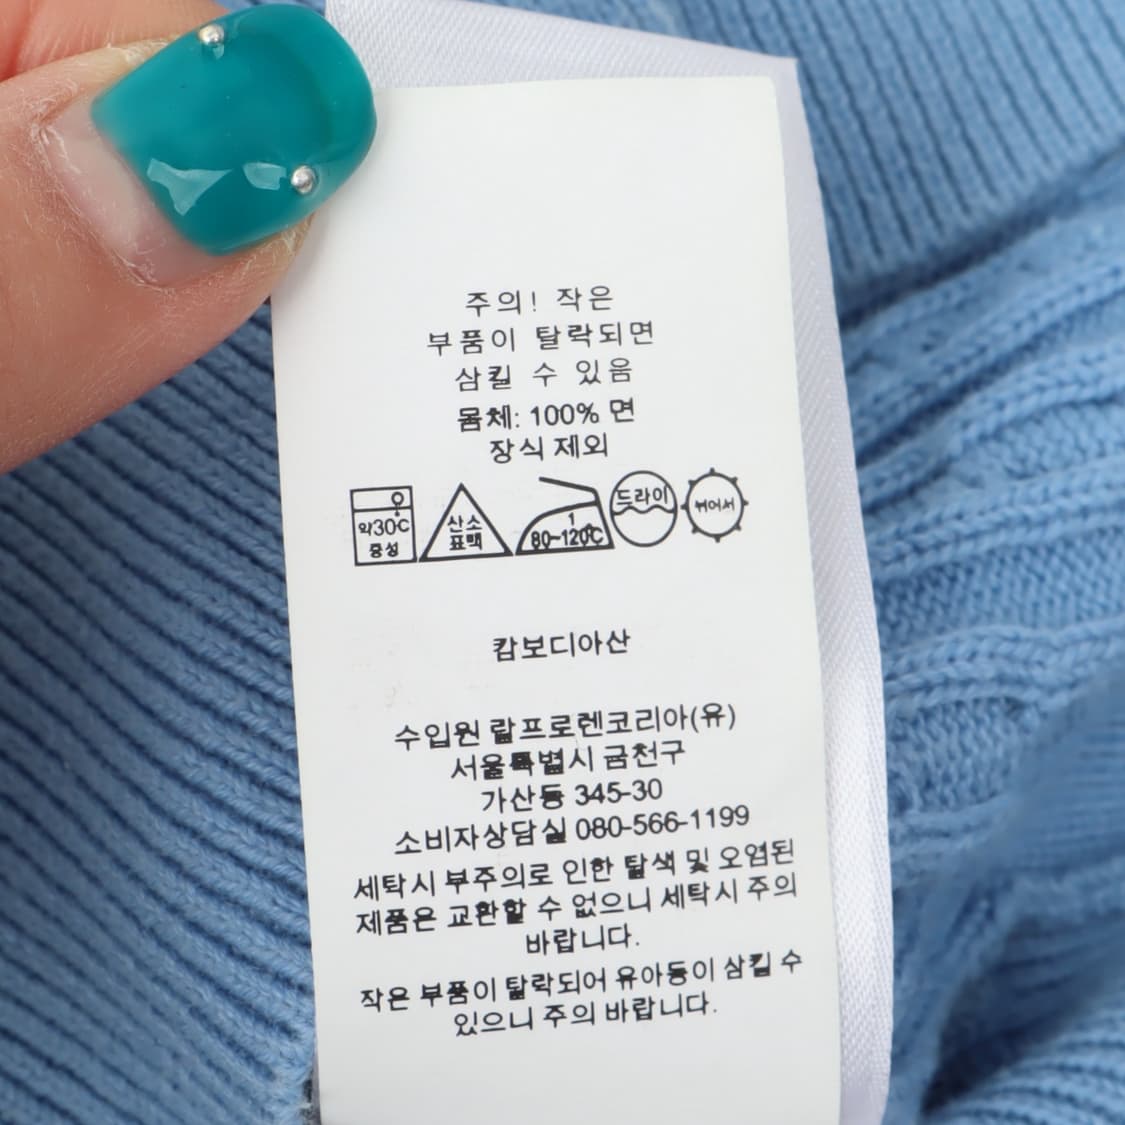 주의! 작은
부품이 탈락되면
삼킬 수 있음
몸체: 100% 면
장식 제외
약30℃
중성
산소
표백
1
80~120℃
드라이
뉘어서
캄보디아산
수입원 랄프로렌코리아(유)
서울특별시 금천구
가산동 345-30
소비자상담실 080-566-1199
세탁시 부주의로 인한 탈색 및 오염된
제품은 교환할 수 없으니 세탁시 주의
바랍니다.
작은 부품이 탈락되어 유아등이 삼킬 수
있으니 주의 바랍니다.